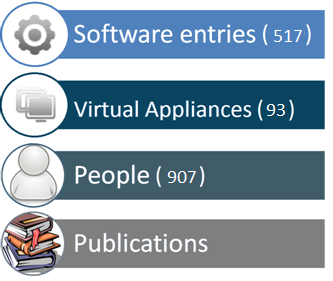 Software entries ( 517 )
Virtual Appliances (93 )
People ( 907 )
Publications